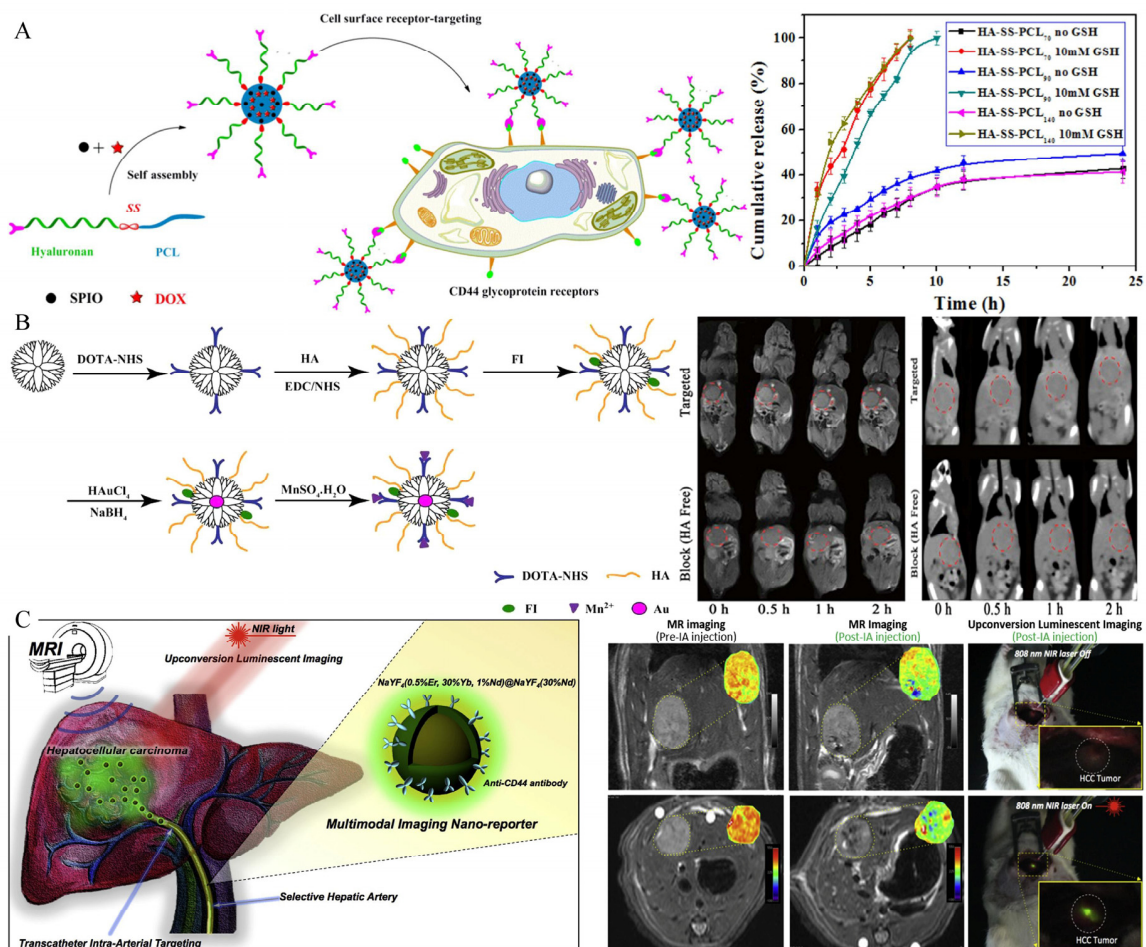 A
Cell surface receptor-targeting
+
Self assembly
SS
Hyaluronan
PCL
SPIO
DOX
CD44 glycoprotein receptors
Cumulative release (%)
100
80
60
40
20
0
HA-SS-PCL70 no GSH
HA-SS-PCL70 10mM GSH
HA-SS-PCL90 no GSH
HA-SS-PCL90 10mM GSH
HA-SS-PCL140 no GSH
HA-SS-PCL140 10mM GSH
0 5 10 15 20 25
Time (h)
B
DOTA-NHS
HA
EDC/NHS
FI
HAuCl4
NaBH4
MnSO4.H2O
DOTA-NHS
HA
FI
Mn2+
Au
Targeted
Block (HA Free)
0 h 0.5 h 1 h 2 h
Targeted
Block (HA Free)
0 h 0.5 h 1 h 2 h
C
MRI
NIR light
Upconversion Luminescent Imaging
NaYF4(0.5%Er, 30%Yb, 1%Nd)@NaYF4(30%Nd)
Hepatocellular carcinoma
Anti-CD44 antibody
Multimodal Imaging Nano-reporter
Selective Hepatic Artery
Transcatheter Intra-Arterial Targeting
MR imaging
(Pre-IA injection)
MR Imaging
(Post-IA injection)
Upconversion Luminescent Imaging
(Post-IA injection)
808 nm NIR laser Off
HCC Tumor
808 nm NIR laser On
HCC Tumor